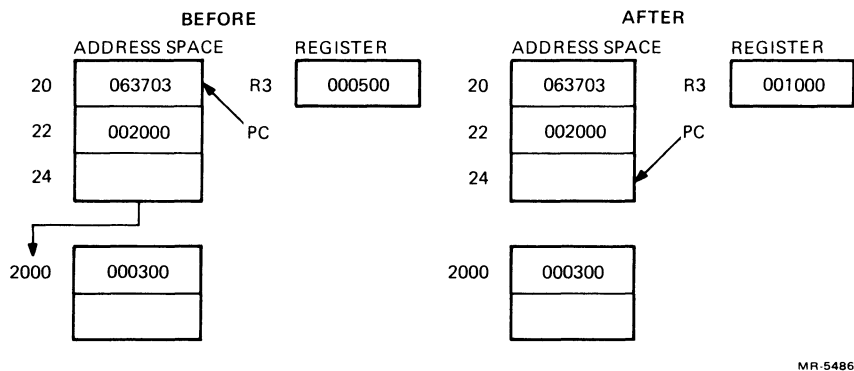 BEFORE AFTER
ADDRESS SPACE REGISTER ADDRESS SPACE REGISTER
20 063703 R3 000500 20 063703 R3 001000
22 002000 PC 22 002000 PC
24 24
2000 000300 2000 000300
MR-5486